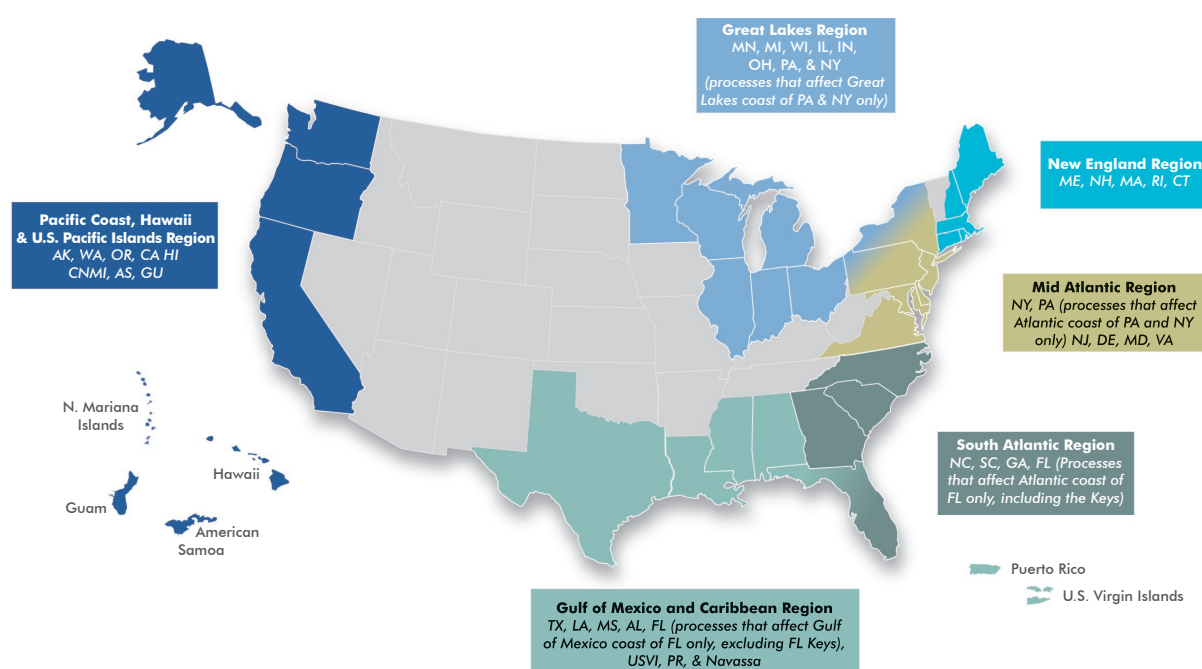 Great Lakes Region
MN, MI, WI, IL, IN,
OH, PA, & NY
(processes that affect Great
Lakes coast of PA & NY only)
New England Region
ME, NH, MA, RI, CT
Pacific Coast, Hawaii
& U.S. Pacific Islands Region
AK, WA, OR, CA HI
CNMI, AS, GU
Mid Atlantic Region
NY, PA (processes that affect
Atlantic coast of PA and NY
only) NJ, DE, MD, VA
N. Mariana
Islands
Hawaii
Guam
American
Samoa
South Atlantic Region
NC, SC, GA, FL (Processes
that affect Atlantic coast of
FL only, including the Keys)
Puerto Rico
U.S. Virgin Islands
Gulf of Mexico and Caribbean Region
TX, LA, MS, AL, FL (processes that affect Gulf
of Mexico coast of FL only, excluding FL Keys),
USVI, PR, & Navassa